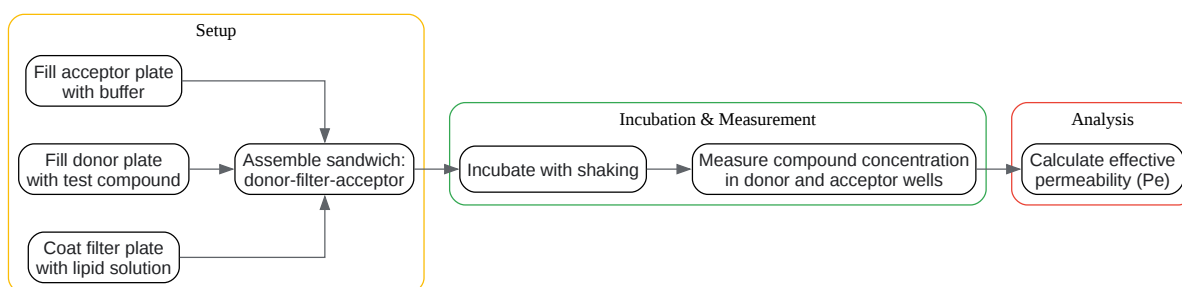 Setup
Fill acceptor plate
with buffer
Fill donor plate
with test compound
Coat filter plate
with lipid solution
Assemble sandwich:
donor-filter-acceptor
Incubation & Measurement
Incubate with shaking
Measure compound concentration
in donor and acceptor wells
Analysis
Calculate effective
permeability (Pe)